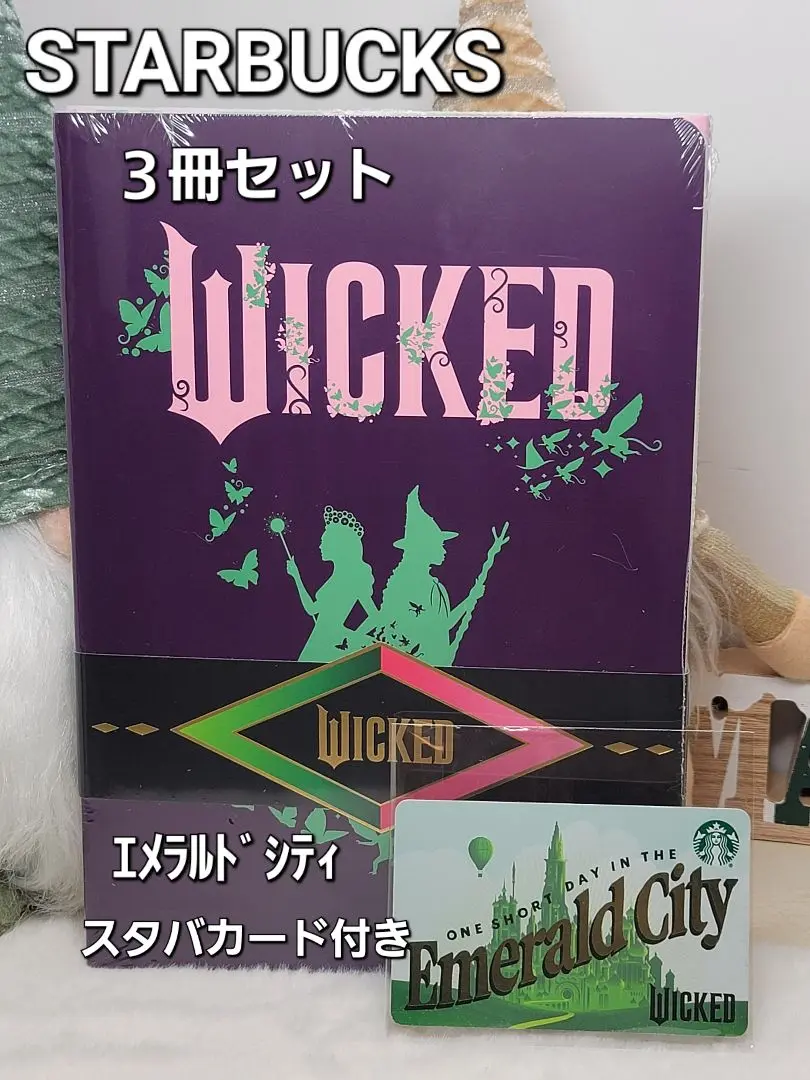 STARBUCKS
３冊セット
WICKED
WICKED
ｴﾒﾗﾙﾄﾞｼﾃｨ
スタバカード付き
ONE SHORT DAY IN THE
Emerald City
WICKED